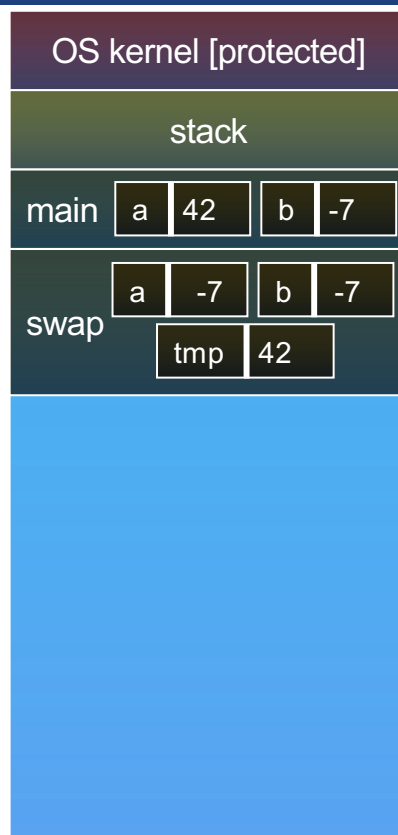 OS kernel [protected]
stack
main a 42 b -7
a -7 b -7
swap
tmp 42